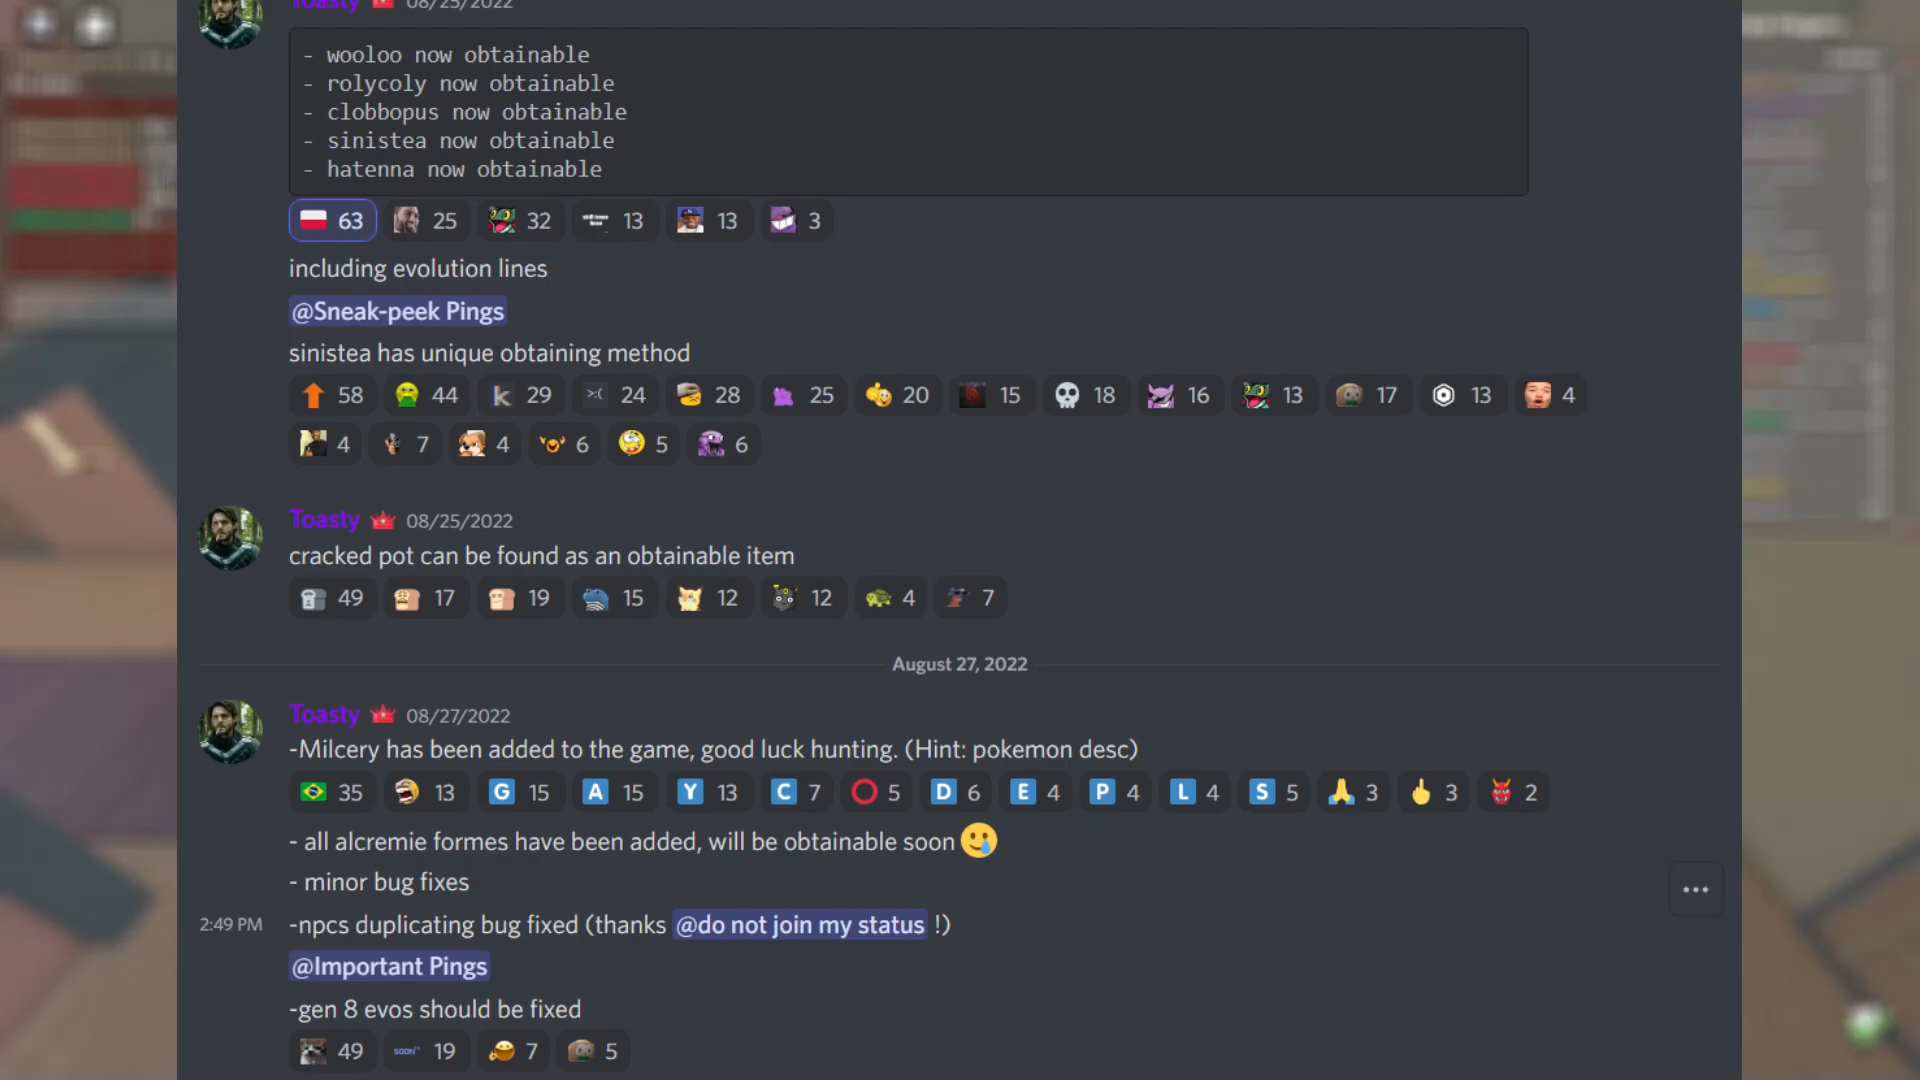 Toasty 08/25/2022
- wooloo now obtainable
- rolycoly now obtainable
- clobbopus now obtainable
- sinistea now obtainable
- hatenna now obtainable
63 25 32 13 13 3
including evolution lines
@Sneak-peek Pings
sinistea has unique obtaining method
58 44 k 29 >:( 24 28 25 20 15 18 16 13 17 13 4
4 7 4 6 5 6
Toasty 08/25/2022
cracked pot can be found as an obtainable item
49 17 19 15 12 12 4 7
August 27, 2022
Toasty 08/27/2022
-Milcery has been added to the game, good luck hunting. (Hint: pokemon desc)
35 13 G 15 A 15 Y 13 C 7 5 D 6 E 4 P 4 L 4 S 5 3 3 2
- all alcremie formes have been added, will be obtainable soon
- minor bug fixes
2:49 PM -npcs duplicating bug fixed (thanks @do not join my status !)
@Important Pings
-gen 8 evos should be fixed
49 SOON™ 19 7 5